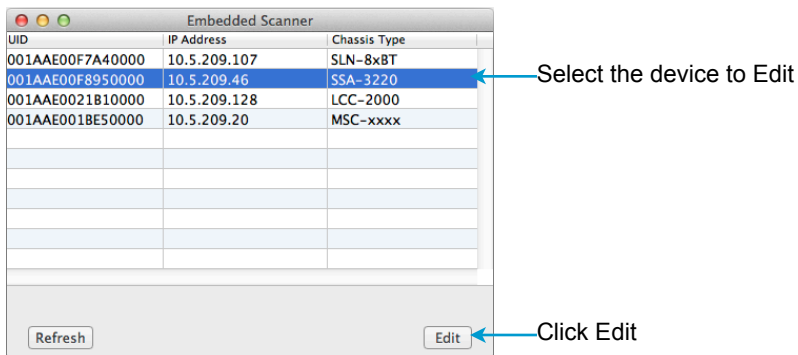 Embedded Scanner
UID IP Address Chassis Type
001AAE00F7A40000 10.5.209.107 SLN-8xBT
001AAE00F8950000 10.5.209.46 SSA-3220 Select the device to Edit
001AAE0021B10000 10.5.209.128 LCC-2000
001AAE001BE50000 10.5.209.20 MSC-xxxx
Refresh Edit Click Edit